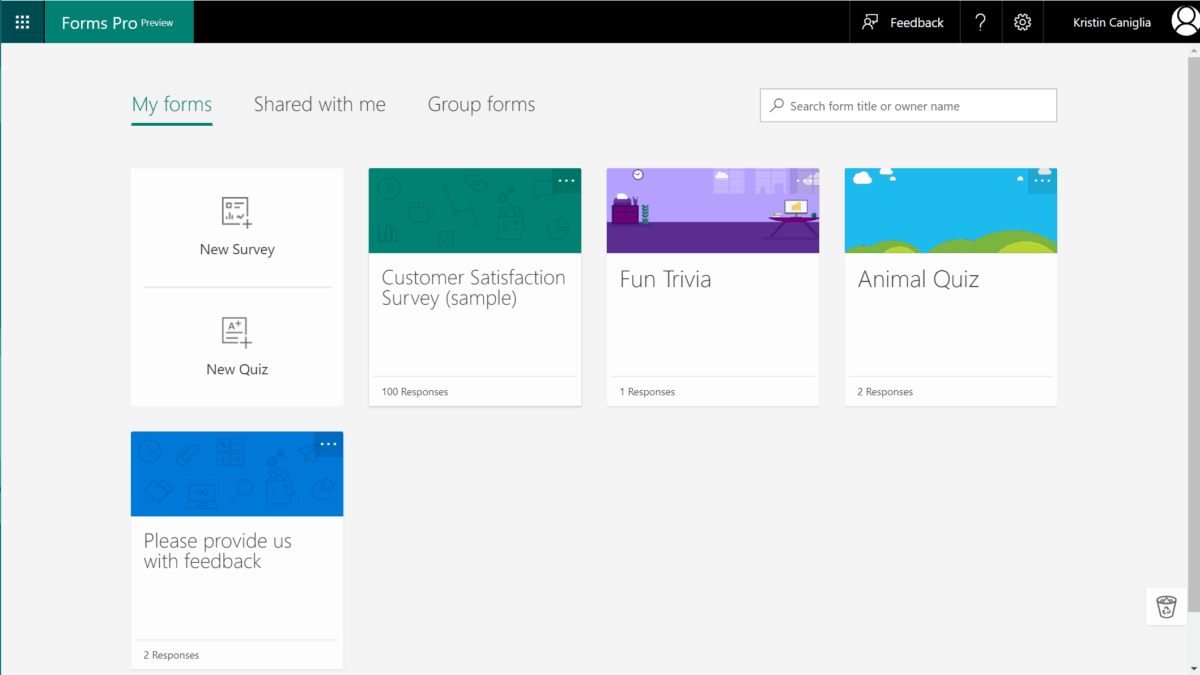 Forms Pro Preview
Feedback
?
Kristin Caniglia
My forms
Shared with me
Group forms
Search form title or owner name
New Survey
A+
New Quiz
Customer Satisfaction
Survey (sample)
100 Responses
Fun Trivia
1 Responses
Animal Quiz
2 Responses
Please provide us
with feedback
2 Responses